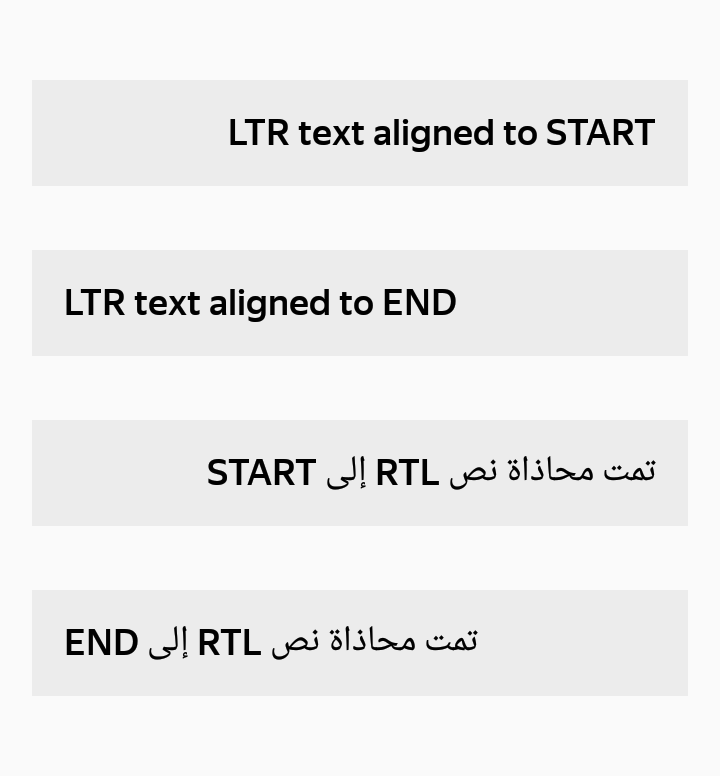 LTR text aligned to START
LTR text aligned to END
تمت محاذاة نص RTL إلى START
تمت محاذاة نص RTL إلى END